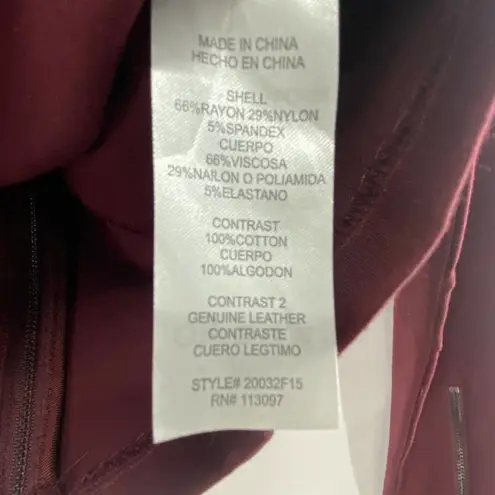 MADE IN CHINA
HECHO EN CHINA
SHELL
66%RAYON 29%NYLON
5%SPANDEX
CUERPO
66%VISCOSA
29%NAILON O POLIAMIDA
5%ELASTANO
CONTRAST
100%COTTON
CUERPO
100%ALGODON
CONTRAST 2
GENUINE LEATHER
CONTRASTE
CUERO LEGTIMO
STYLE# 20032F15
RN# 113097